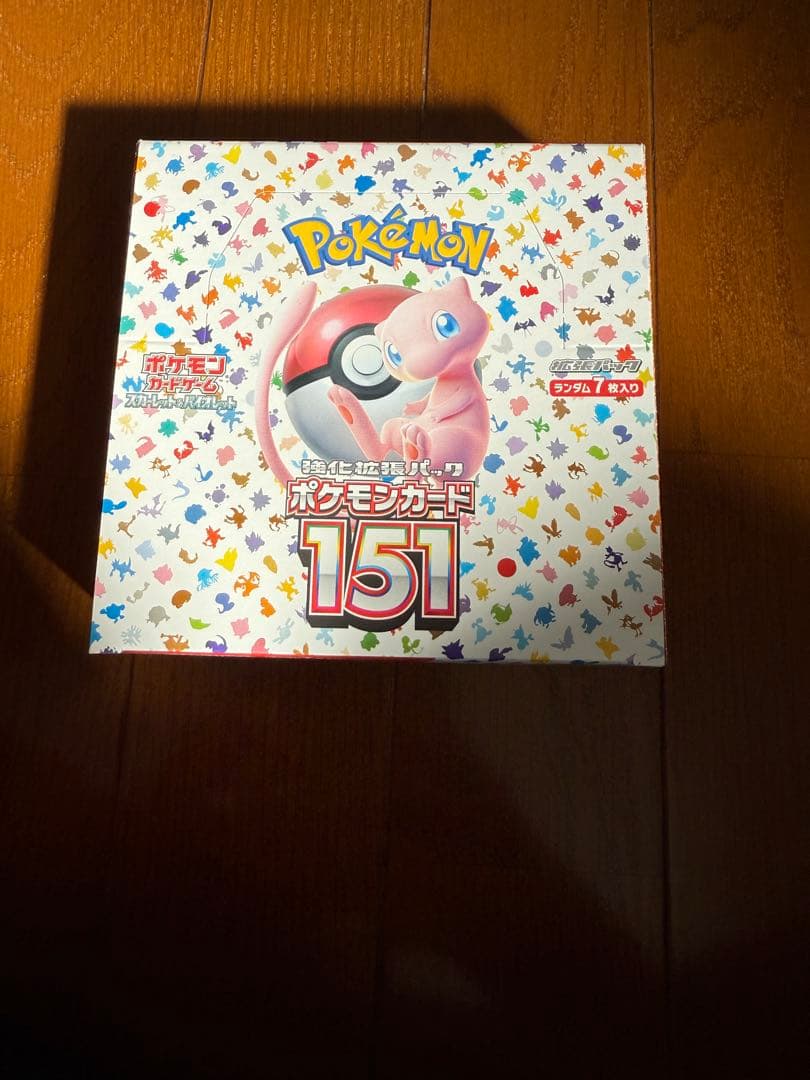 POKéMON
ポケモン
カードゲーム
スカーレット&バイオレット
拡張パック
ランダム7枚入り
強化拡張パック
ポケモンカード
151